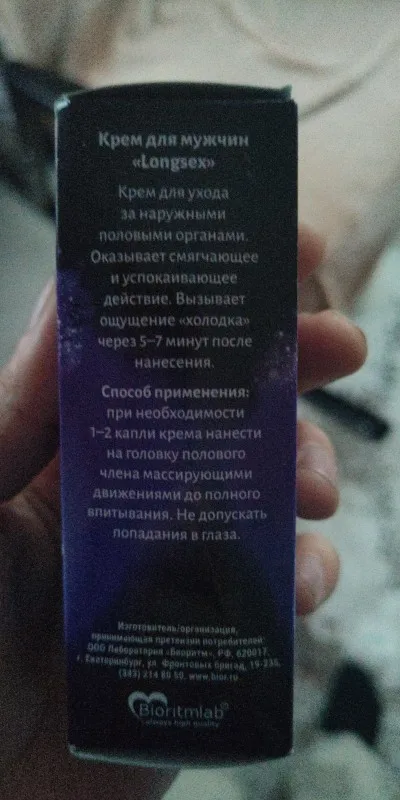 Крем для мужчин
«Longsex»
Крем для ухода
за наружными
половыми органами.
Оказывает смягчающее
и успокаивающее
действие. Вызывает
ощущение «холодка»
через 5–7 минут после
нанесения.
Способ применения:
при необходимости
1–2 капли крема нанести
на головку полового
члена массирующими
движениями до полного
впитывания. Не допускать
попадания в глаза.
Изготовитель/организация,
принимающая претензии потребителей:
ООО Лаборатория «Биоритм», РФ, 620017,
г. Екатеринбург, ул. Фронтовых бригад, 19-230,
(343) 214 80 50. www.bior.ru
Bioritmlab®
always high quality